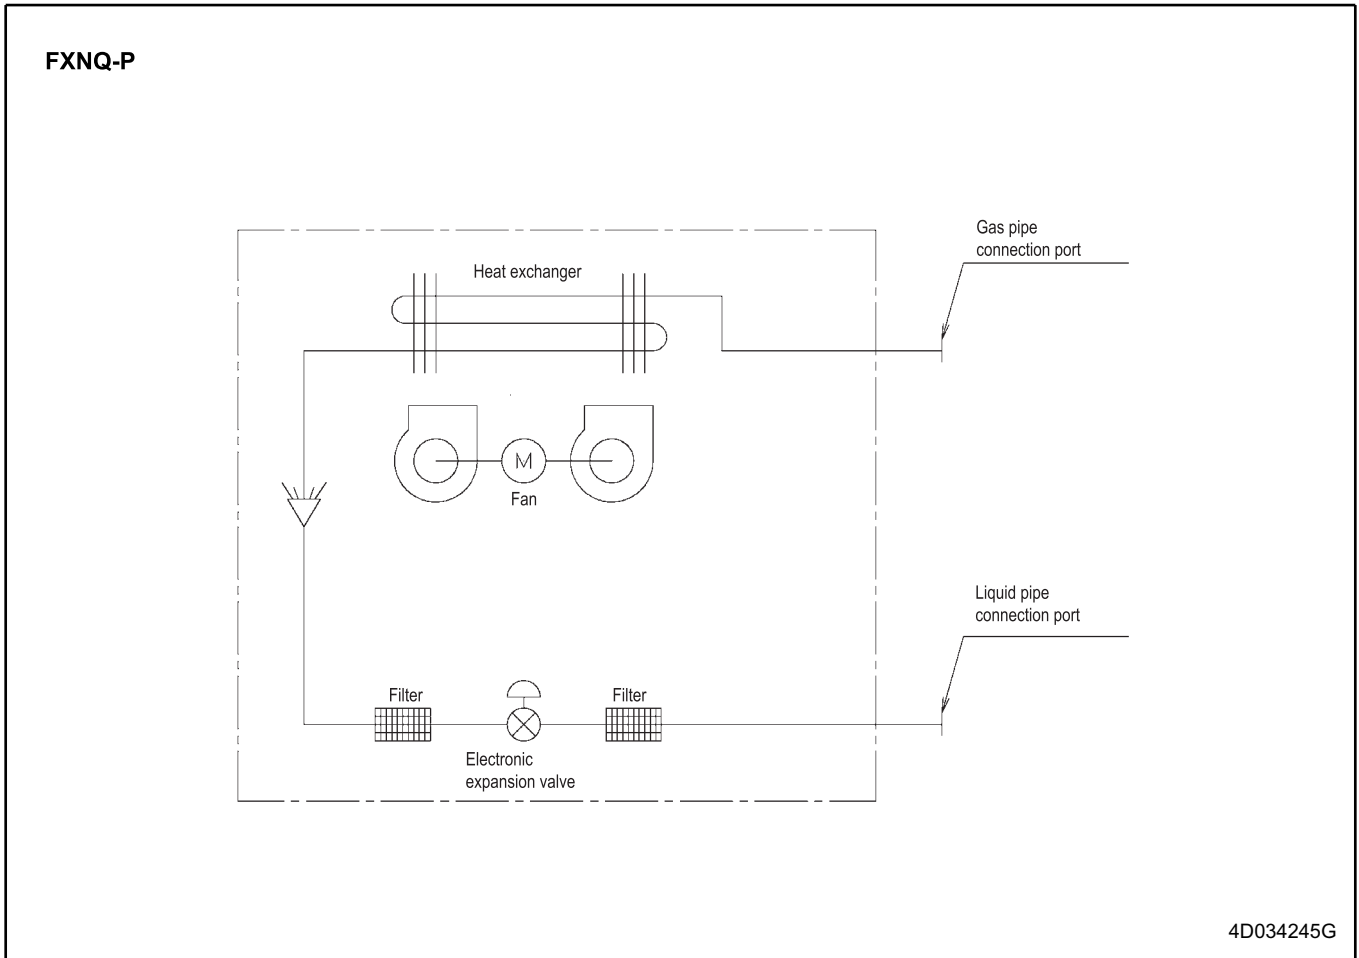 FXNQ-P
Gas pipe
connection port
Heat exchanger
M
Fan
Liquid pipe
connection port
Filter
Filter
Electronic
expansion valve
4D034245G